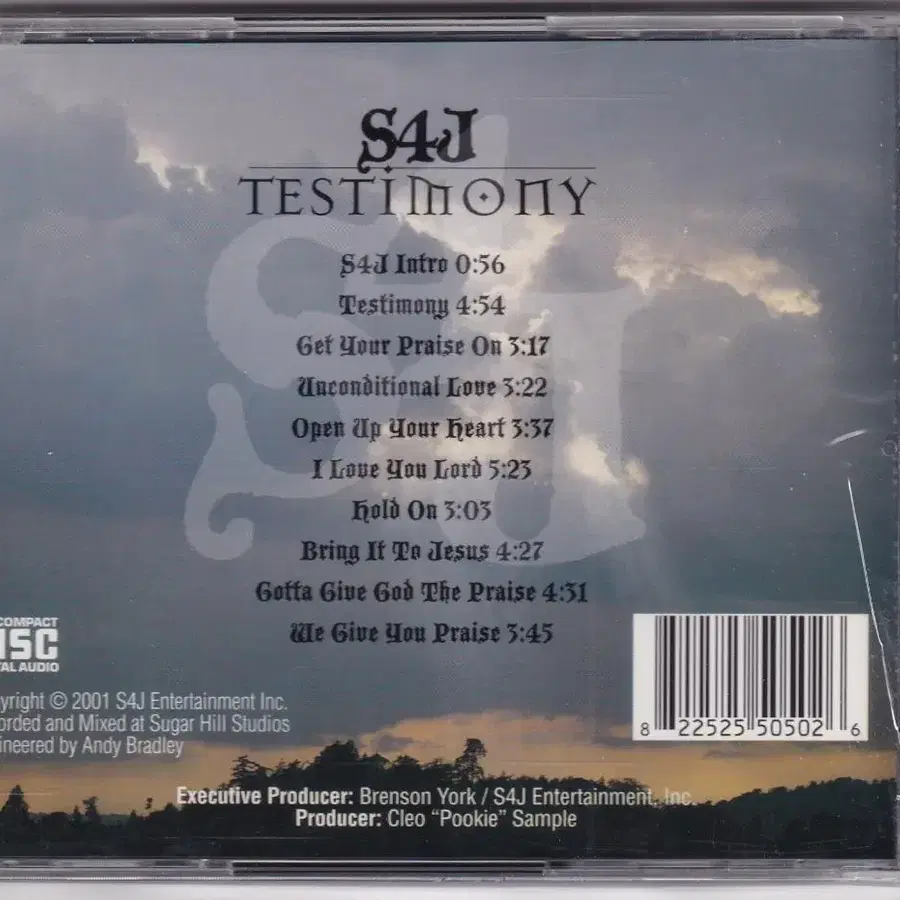 S4J
TESTIMONY
S4J Intro 0:56
Testimony 4:54
Get Your Praise On 3:17
Unconditional Love 3:22
Open Up Your Heart 3:37
I Love You Lord 5:23
Hold On 3:03
Bring It To Jesus 4:27
Gotta Give God The Praise 4:31
We Give You Praise 3:45
COMPACT
ISC
TAL AUDIO
yright © 2001 S4J Entertainment Inc.
orded and Mixed at Sugar Hill Studios
ineered by Andy Bradley
8 22525 50502 6
Executive Producer: Brenson York / S4J Entertainment, Inc.
Producer: Cleo "Pookie" Sample